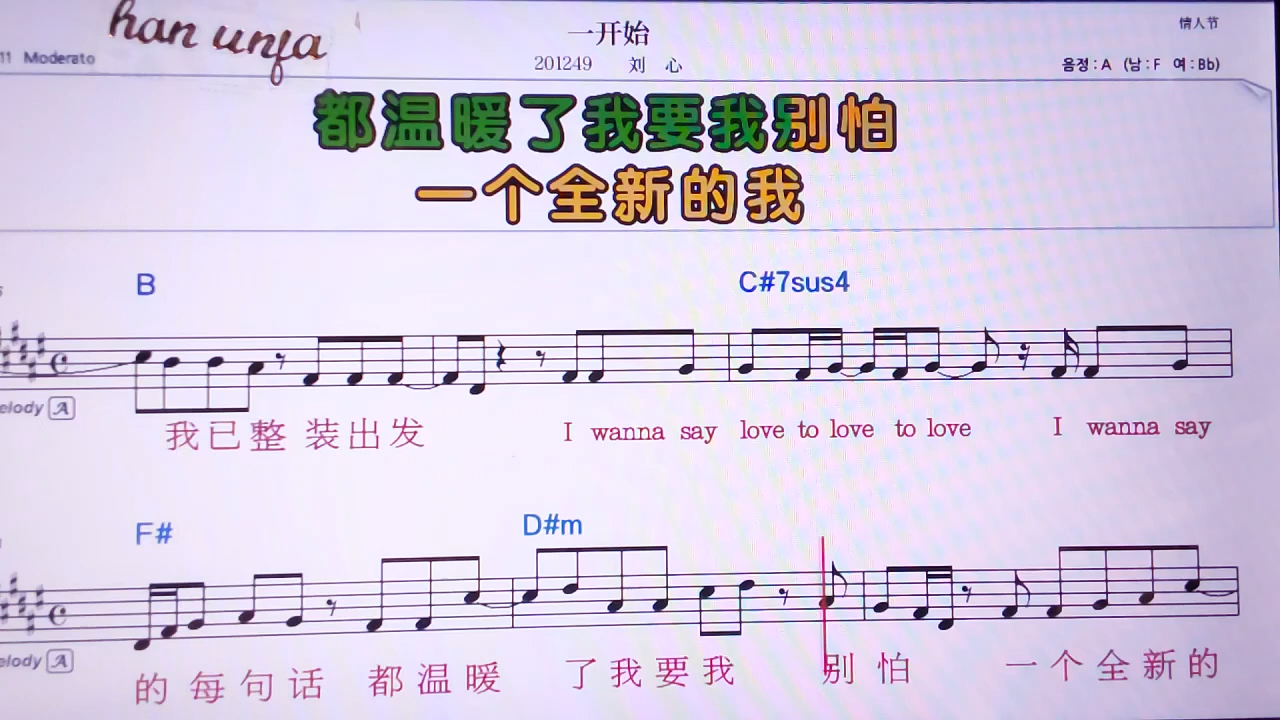 han unja
一开始
情人节
11 Moderato
201249 刘 心
음정 : A (남 : F 여 : Bb)
都温暖了我要我别怕
一个全新的我
B C#7sus4
elody A
我已整 装出发 I wanna say love to love to love I wanna say
F# D#m
elody A
的 每句话 都温暖 了我要我 别怕 一个全新的